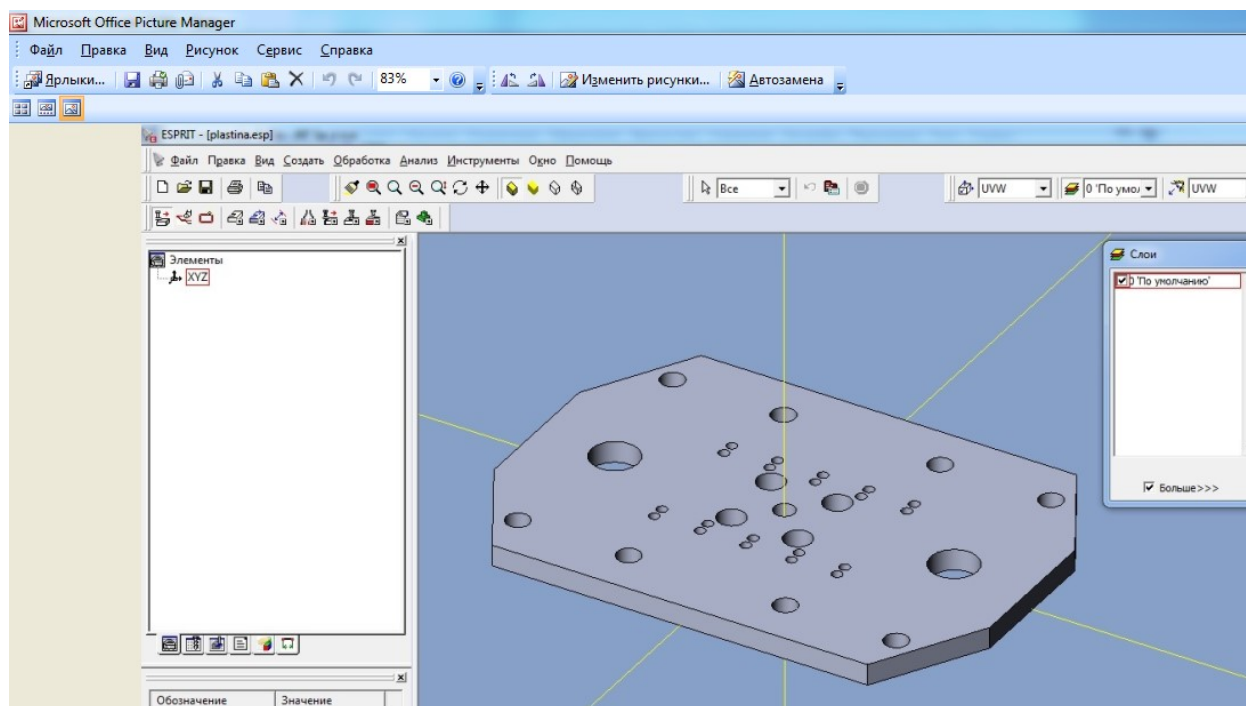 Microsoft Office Picture Manager
Файл Правка Вид Рисунок Сервис Справка
Ярлыки... 83% Изменить рисунки... Автозамена
ESPRIT - [plastina.esp]
Файл Правка Вид Создать Обработка Анализ Инструменты Окно Помощь
Все UVW 0 'По умол UVW
Элементы
XYZ
Слои
0 'По умолчанию'
Больше>>>
Обозначение Значение